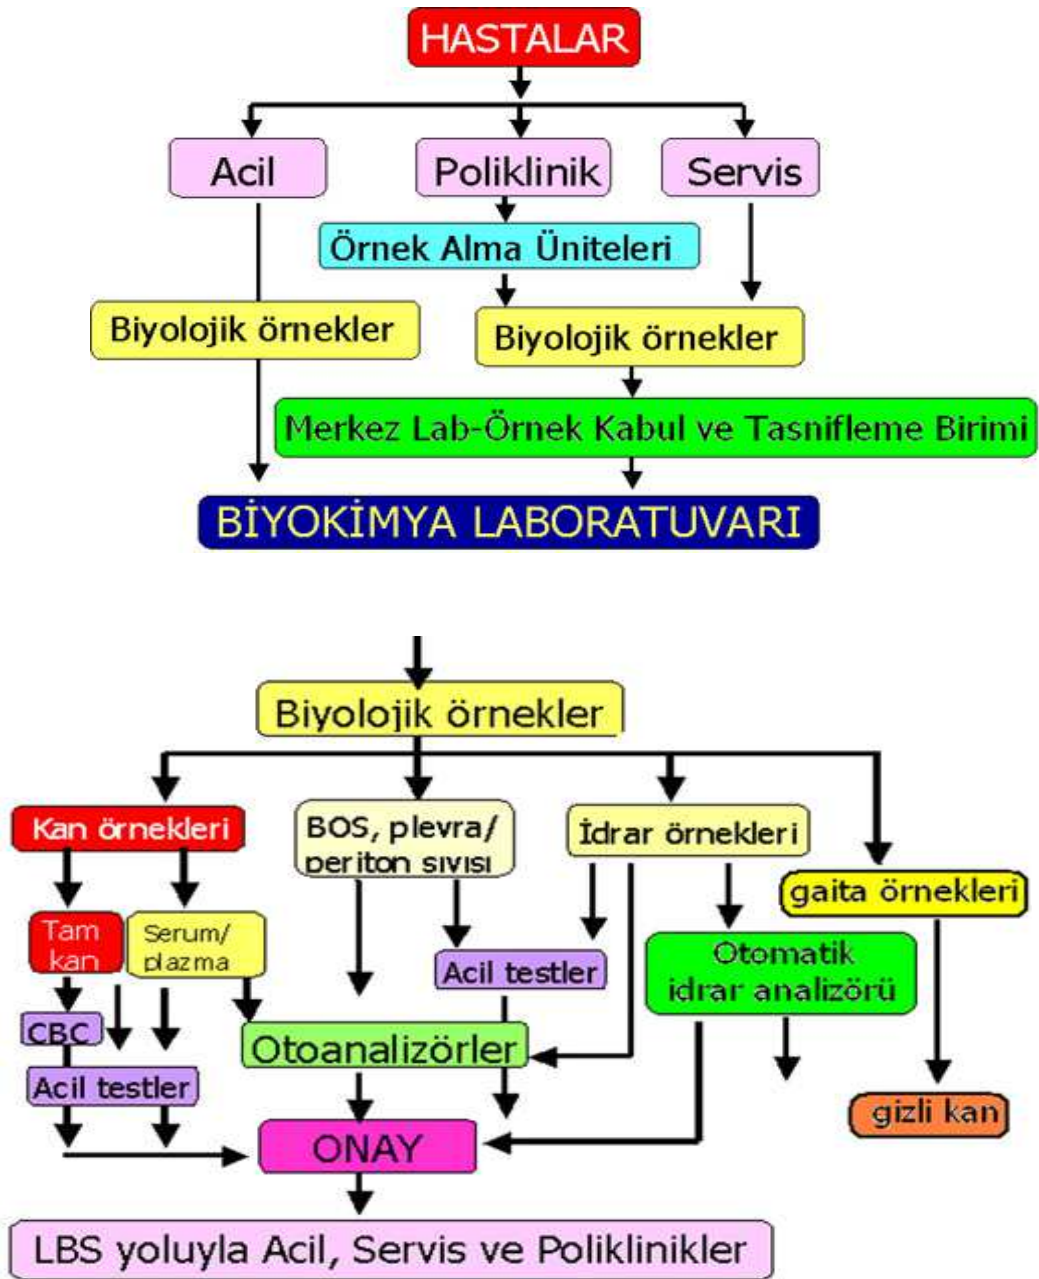 HASTALAR
Acil
Poliklinik
Servis
Örnek Alma Üniteleri
Biyolojik örnekler
Biyolojik örnekler
Merkez Lab-Örnek Kabul ve Tasnifleme Birimi
BİYOKİMYA LABORATUVARI
Biyolojik örnekler
Kan örnekleri
BOS, plevra/
periton sıvısı
İdrar örnekleri
gaita örnekleri
Tam
kan
Serum/
plazma
Acil testler
Otomatik
idrar analizörü
CBC
Otoanalizörler
Acil testler
gizli kan
ONAY
LBS yoluyla Acil, Servis ve Poliklinikler